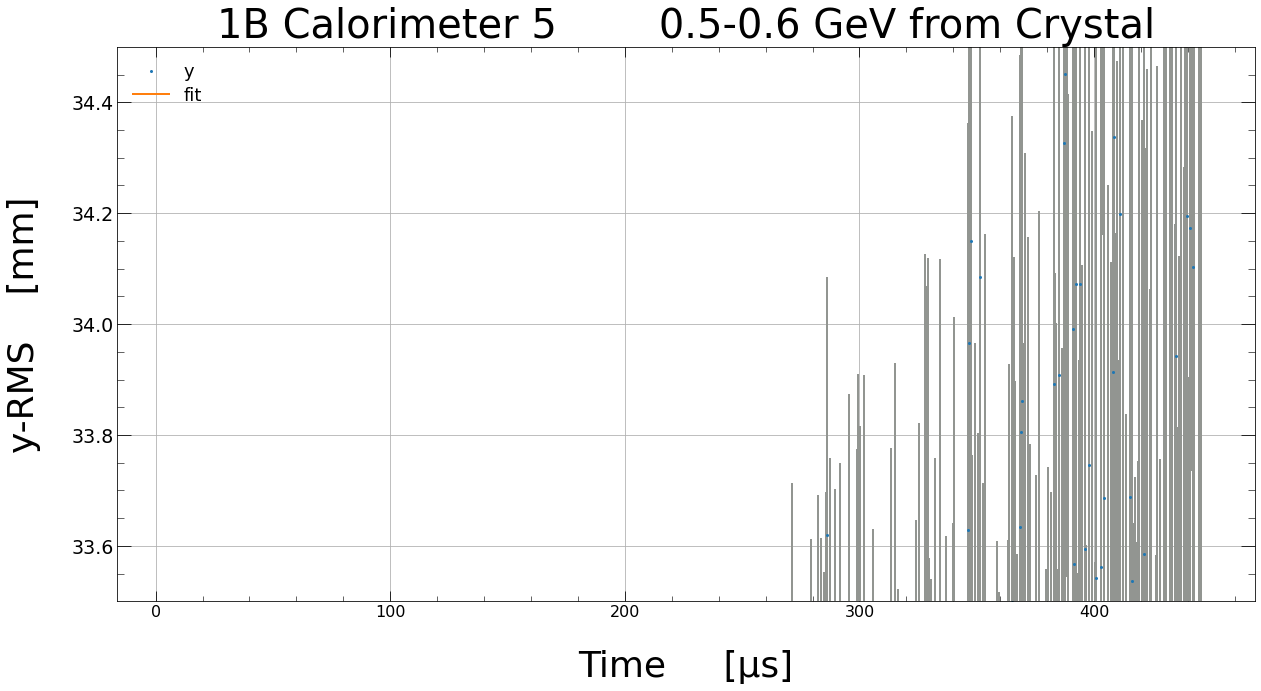 1B Calorimeter 5 0.5-0.6 GeV from Crystal
y
fit
34.4
34.2
34.0
33.8
33.6
y-RMS [mm]
0 100 200 300 400
Time [μs]